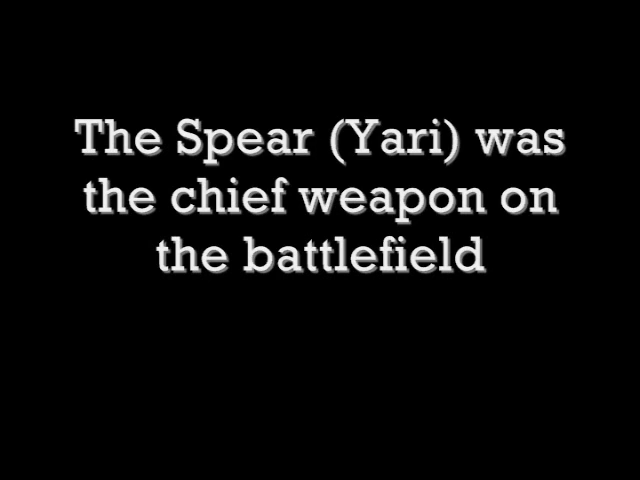 The Spear (Yari) was
the chief weapon on
the battlefield